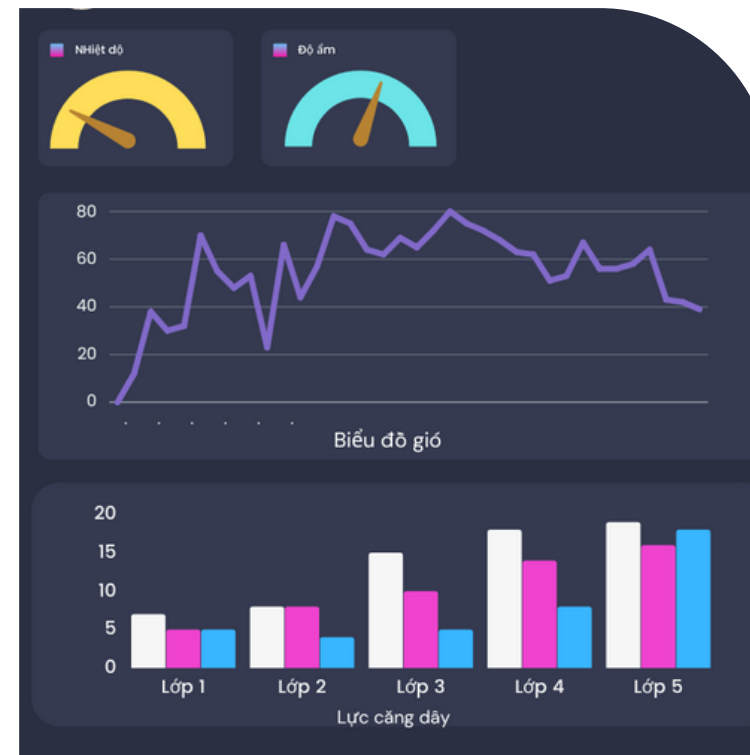 NHiệt độ
Độ ẩm
80
60
40
20
0
Biểu đồ gió
20
15
10
5
0
Lớp 1 Lớp 2 Lớp 3 Lớp 4 Lớp 5
Lực căng dây